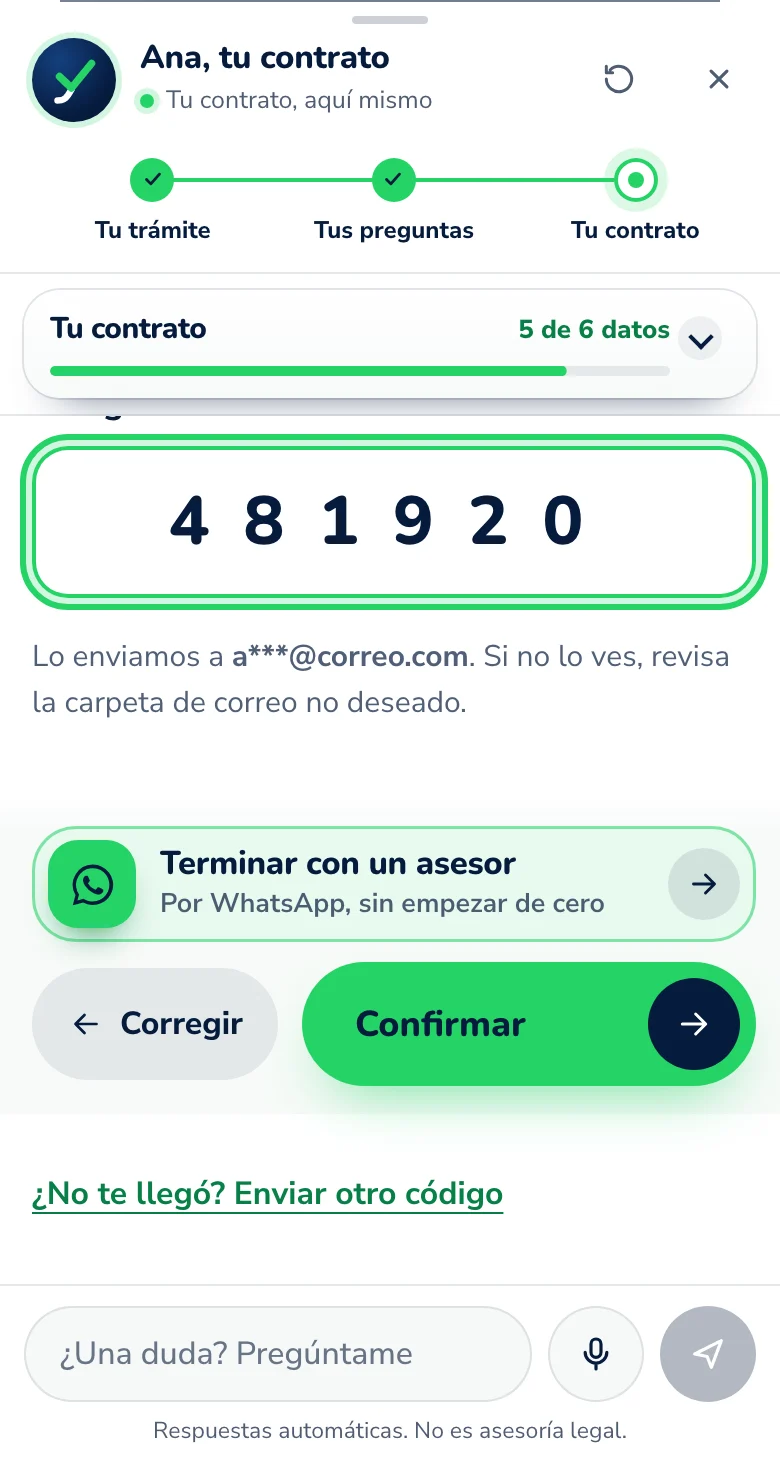 Ana, tu contrato
Tu contrato, aquí mismo
Tu trámite
Tus preguntas
Tu contrato
Tu contrato
5 de 6 datos
4 8 1 9 2 0
Lo enviamos a a***@correo.com. Si no lo ves, revisa
la carpeta de correo no deseado.
Terminar con un asesor
Por WhatsApp, sin empezar de cero
Corregir
Confirmar
¿No te llegó? Enviar otro código
¿Una duda? Pregúntame
Respuestas automáticas. No es asesoría legal.